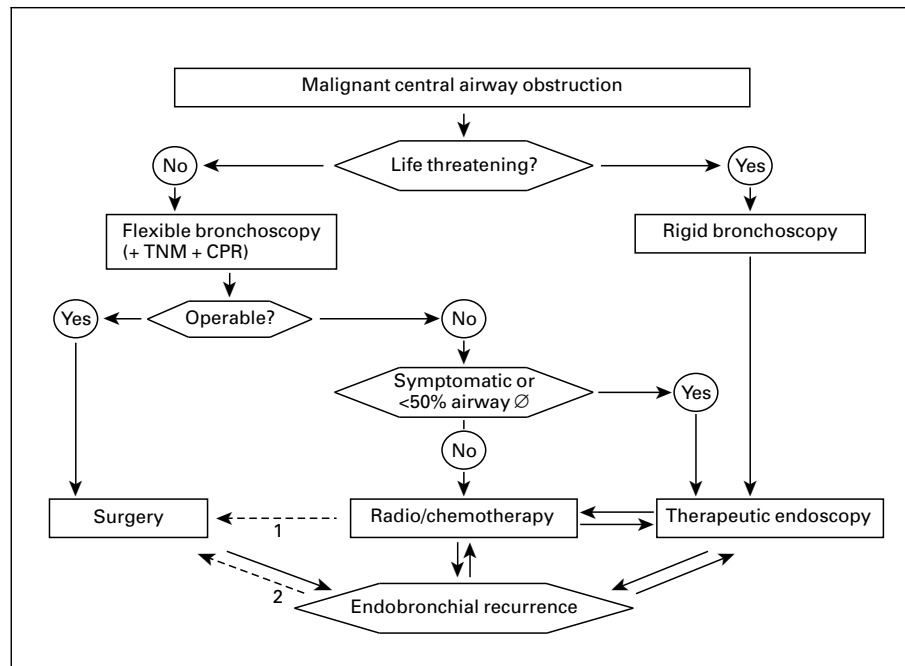 Malignant central airway obstruction
No
Life threatening?
Yes
Flexible bronchoscopy
(+ TNM + CPR)
Rigid bronchoscopy
Yes
Operable?
No
Symptomatic or
<50% airway ∅
Yes
No
Surgery
1
Radio/chemotherapy
Therapeutic endoscopy
2
Endobronchial recurrence